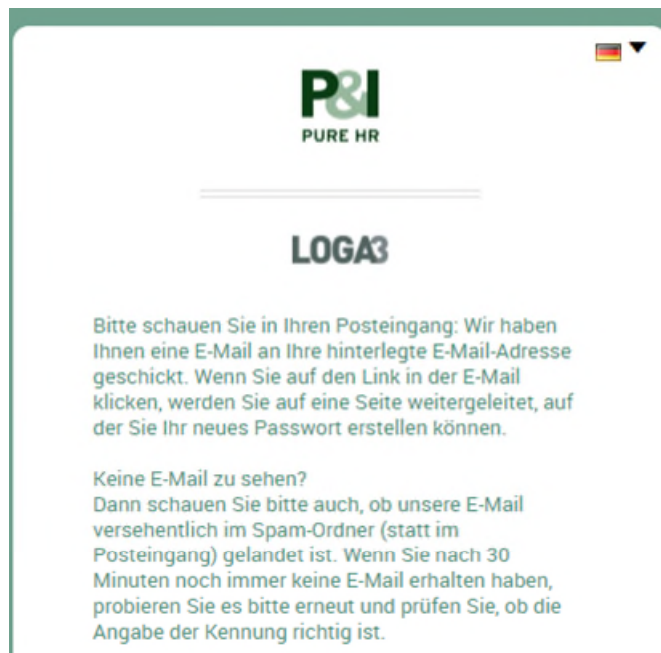 P&I
PURE HR
LOGA3
Bitte schauen Sie in Ihren Posteingang: Wir haben
Ihnen eine E-Mail an Ihre hinterlegte E-Mail-Adresse
geschickt. Wenn Sie auf den Link in der E-Mail
klicken, werden Sie auf eine Seite weitergeleitet, auf
der Sie Ihr neues Passwort erstellen können.
Keine E-Mail zu sehen?
Dann schauen Sie bitte auch, ob unsere E-Mail
versehentlich im Spam-Ordner (statt im
Posteingang) gelandet ist. Wenn Sie nach 30
Minuten noch immer keine E-Mail erhalten haben,
probieren Sie es bitte erneut und prüfen Sie, ob die
Angabe der Kennung richtig ist.